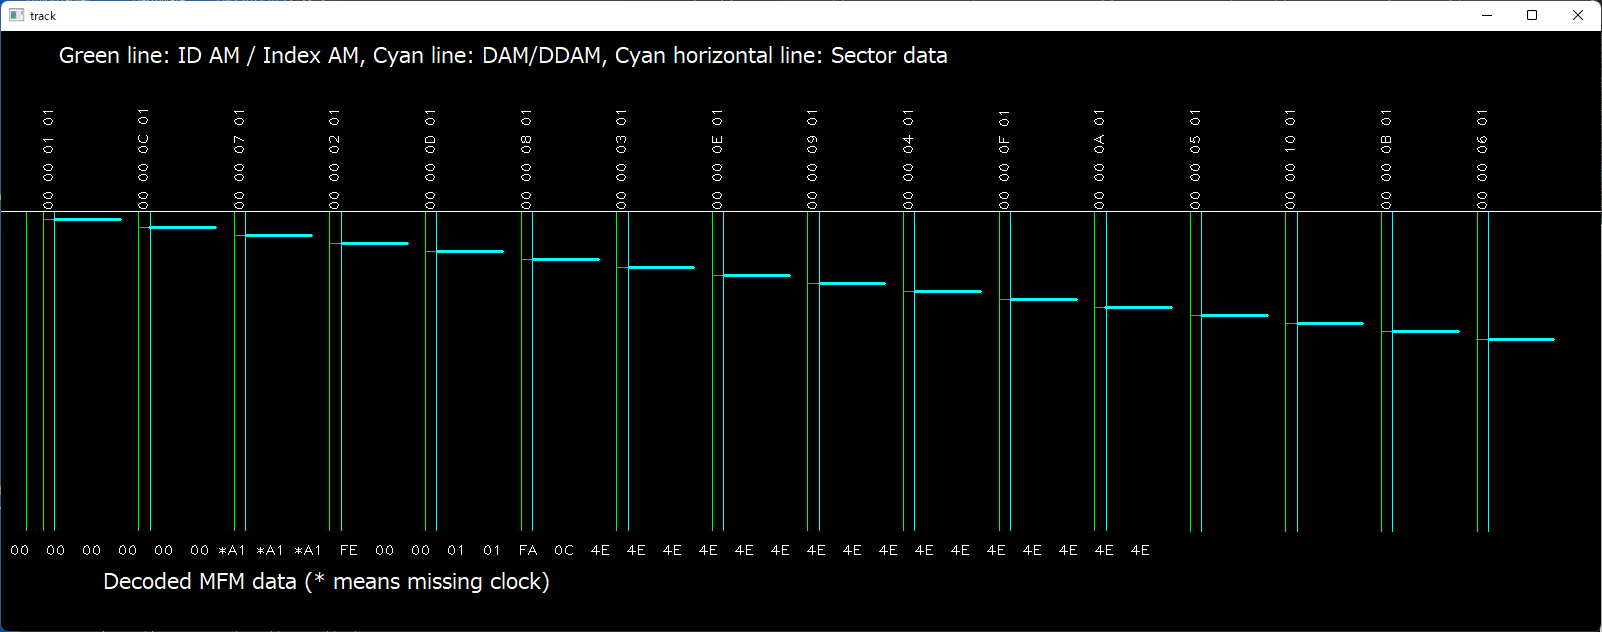 track
Green line: ID AM / Index AM, Cyan line: DAM/DDAM, Cyan horizontal line: Sector data
00 00 01 01
00 00 0C 01
00 00 07 01
00 00 02 01
00 00 0D 01
00 00 08 01
00 00 03 01
00 00 0E 01
00 00 09 01
00 00 04 01
00 00 0F 01
00 00 0A 01
00 00 05 01
00 00 10 01
00 00 0B 01
00 00 06 01
00 00 00 00 00 00 *A1 *A1 *A1 FE 00 00 01 01 FA 0C 4E 4E 4E 4E 4E 4E 4E 4E 4E 4E 4E 4E 4E 4E 4E 4E
Decoded MFM data (* means missing clock)